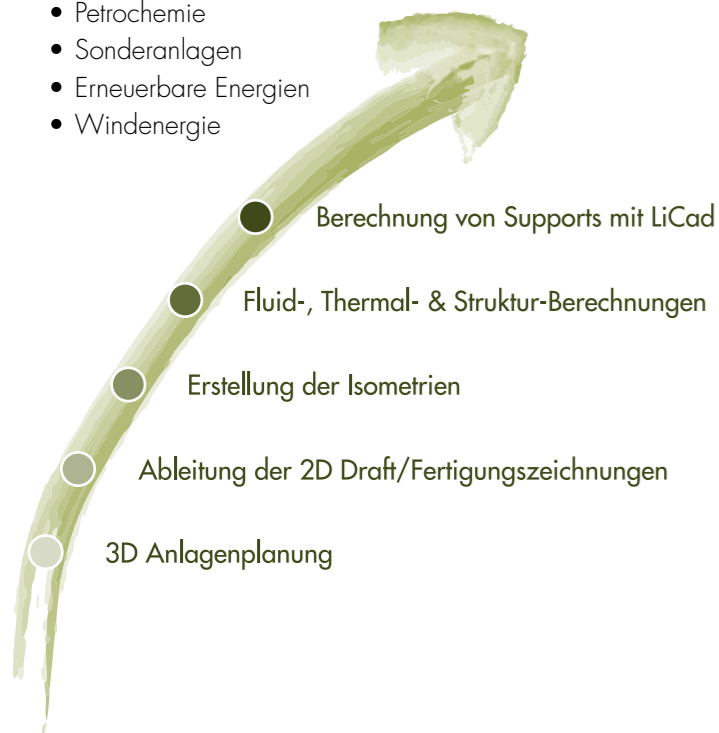 • Petrochemie
• Sonderanlagen
• Erneuerbare Energien
• Windenergie
Berechnung von Supports mit LiCad
Fluid-, Thermal- & Struktur-Berechnungen
Erstellung der Isometrien
Ableitung der 2D Draft/Fertigungszeichnungen
3D Anlagenplanung